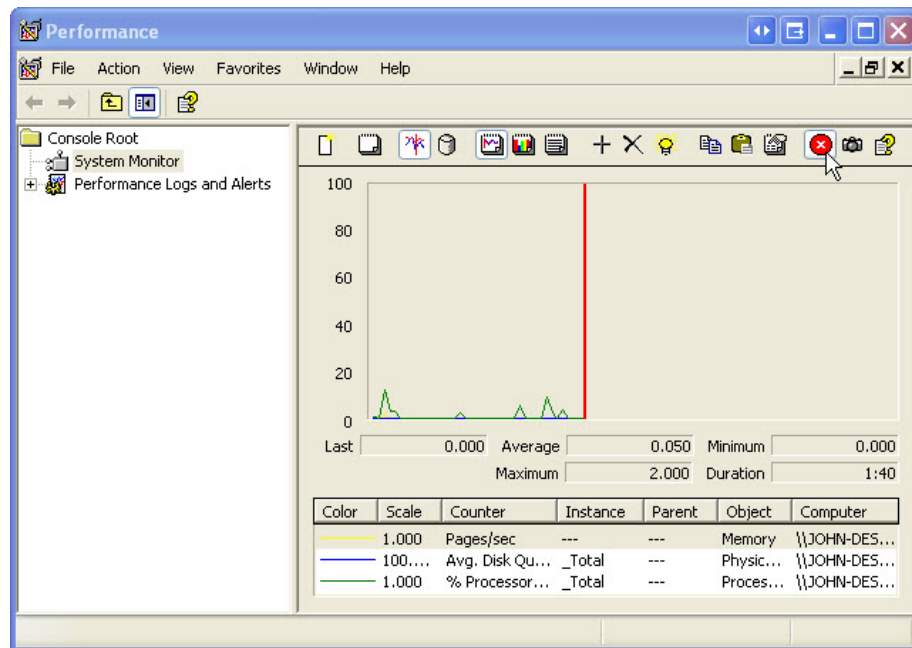 Performance
File Action View Favorites Window Help
Console Root
System Monitor
Performance Logs and Alerts
100
80
60
40
20
0
Last 0.000 Average 0.050 Minimum 0.000
Maximum 2.000 Duration 1:40
Color Scale Counter Instance Parent Object Computer
1.000 Pages/sec --- --- Memory \\JOHN-DES...
100.... Avg. Disk Qu... _Total --- Physic... \\JOHN-DES...
1.000 % Processor... _Total --- Proces... \\JOHN-DES...